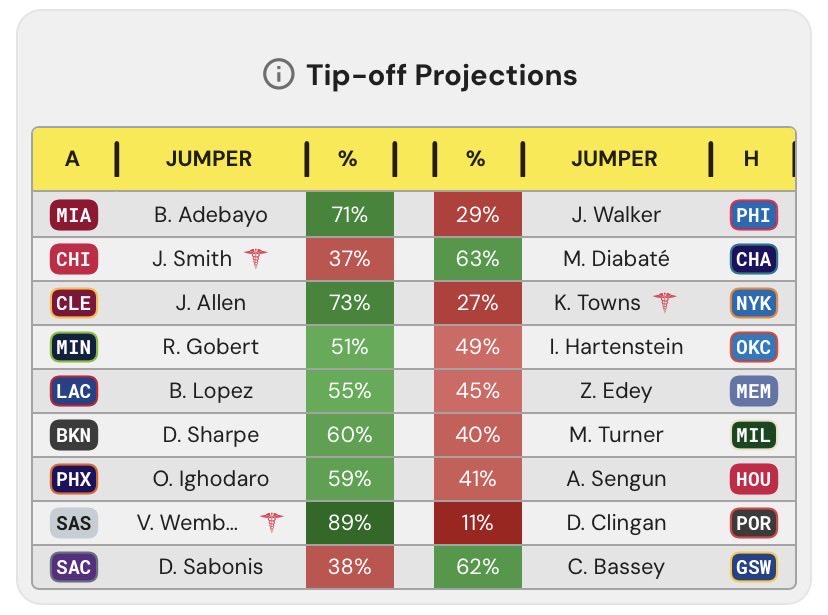 Tip-off Projections
A JUMPER % % JUMPER H
MIA B. Adebayo 71% 29% J. Walker PHI
CHI J. Smith 37% 63% M. Diabaté CHA
CLE J. Allen 73% 27% K. Towns NYK
MIN R. Gobert 51% 49% I. Hartenstein OKC
LAC B. Lopez 55% 45% Z. Edey MEM
BKN D. Sharpe 60% 40% M. Turner MIL
PHX O. Ighodaro 59% 41% A. Sengun HOU
SAS V. Wemb... 89% 11% D. Clingan POR
SAC D. Sabonis 38% 62% C. Bassey GSW